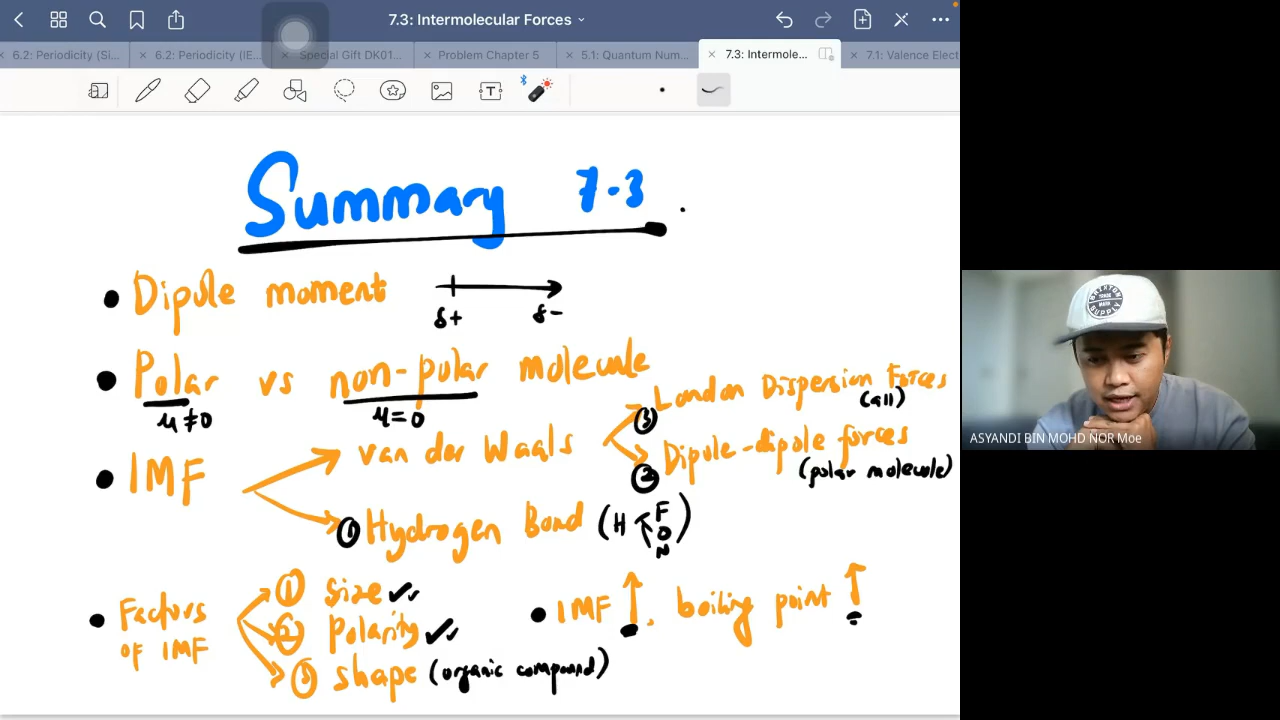 7.3: Intermolecular Forces
6.2: Periodicity (Si...
6.2: Periodicity (IE...
Special Gift DK01...
Problem Chapter 5
5.1: Quantum Num...
7.3: Intermole...
7.1: Valence Elect
T
Summary 7-3
• Dipole moment
δ+ δ-
• Polar vs non-polar molecule
μ≠0 μ=0
• IMF
van der Waals
③ London Dispersion Forces
(all)
② Dipole-dipole forces
(polar molecule)
① Hydrogen Bond (H F O N)
• Factors of IMF
① size ✓✓
② Polarity ✓✓
③ shape (organic compound)
• IMF ↑, boiling point ↑
BRIXTON
TRADE MARK
SUPPLY
ASYANDI BIN MOHD NOR Moe